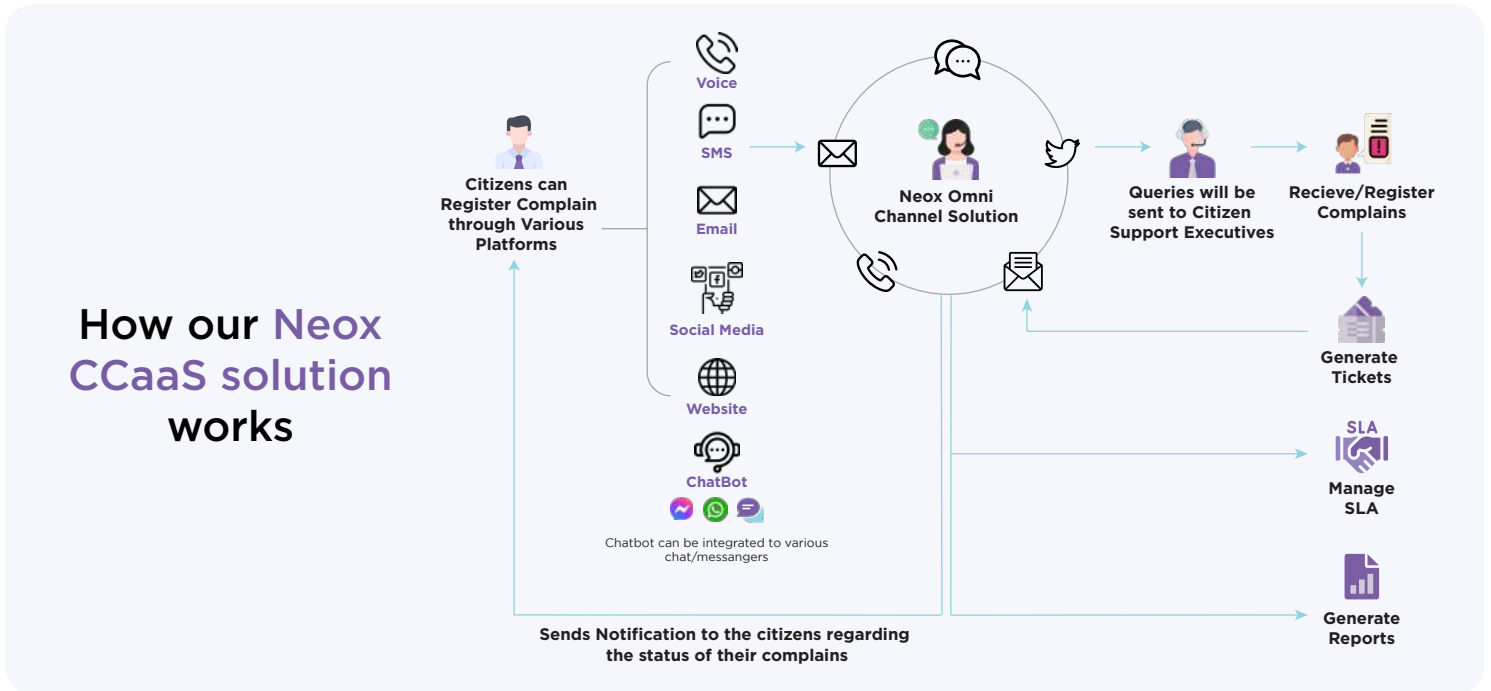 How our Neox
CCaaS solution
works
Citizens can
Register Complain
through Various
Platforms
Voice
SMS
Email
Social Media
Website
ChatBot
Chatbot can be integrated to various
chat/messangers
Neox Omni
Channel Solution
Queries will be
sent to Citizen
Support Executives
Recieve/Register
Complains
Generate
Tickets
SLA
Manage
SLA
Generate
Reports
Sends Notification to the citizens regarding
the status of their complains